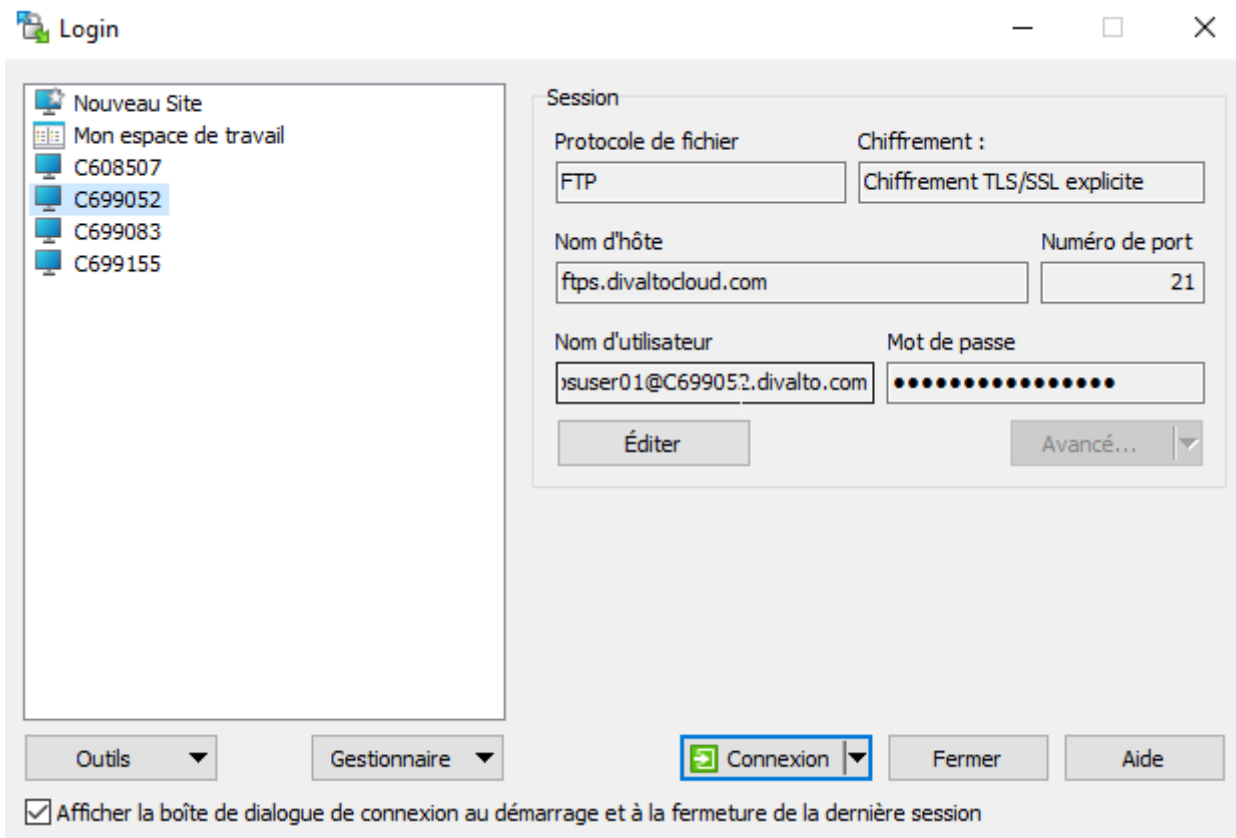 Login
Nouveau Site
Mon espace de travail
C608507
C699052
C699083
C699155
Session
Protocole de fichier
Chiffrement :
FTP
Chiffrement TLS/SSL explicite
Nom d'hôte
Numéro de port
ftps.divaltocloud.com
21
Nom d'utilisateur
Mot de passe
suser01@C699052.divalto.com
••••••••••••••••
Éditer
Avancé...
Outils
Gestionnaire
Connexion
Fermer
Aide
Afficher la boîte de dialogue de connexion au démarrage et à la fermeture de la dernière session